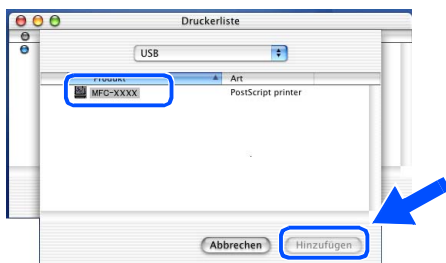 Druckerliste
USB
Produkt Art
MFC-XXXX PostScript printer
Abbrechen Hinzufügen